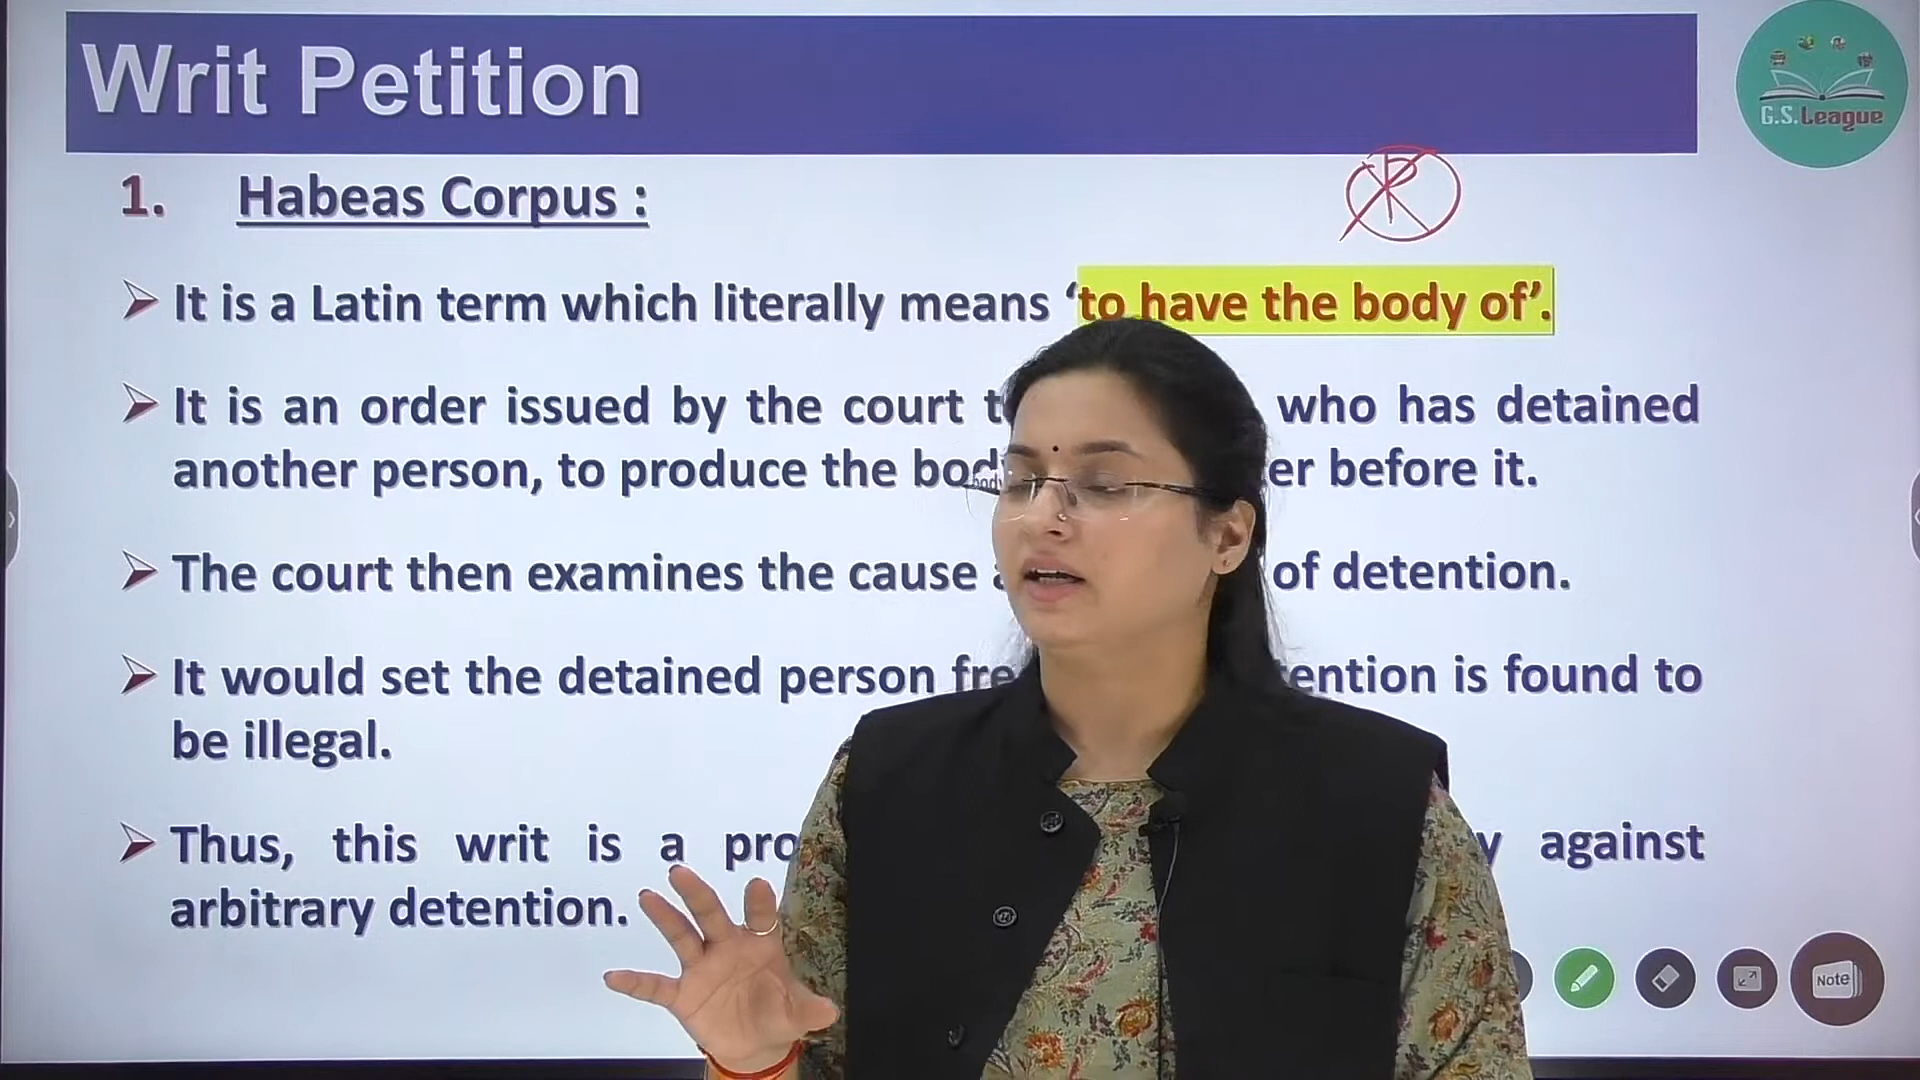 Writ Petition
G.S.League
1. Habeas Corpus :
R
It is a Latin term which literally means ‘to have the body of’.
It is an order issued by the court who has detained
another person, to produce the before it.
The court then examines the cause of detention.
It would set the detained person is found to
be illegal.
Thus, this writ is a against
arbitrary detention.
Note